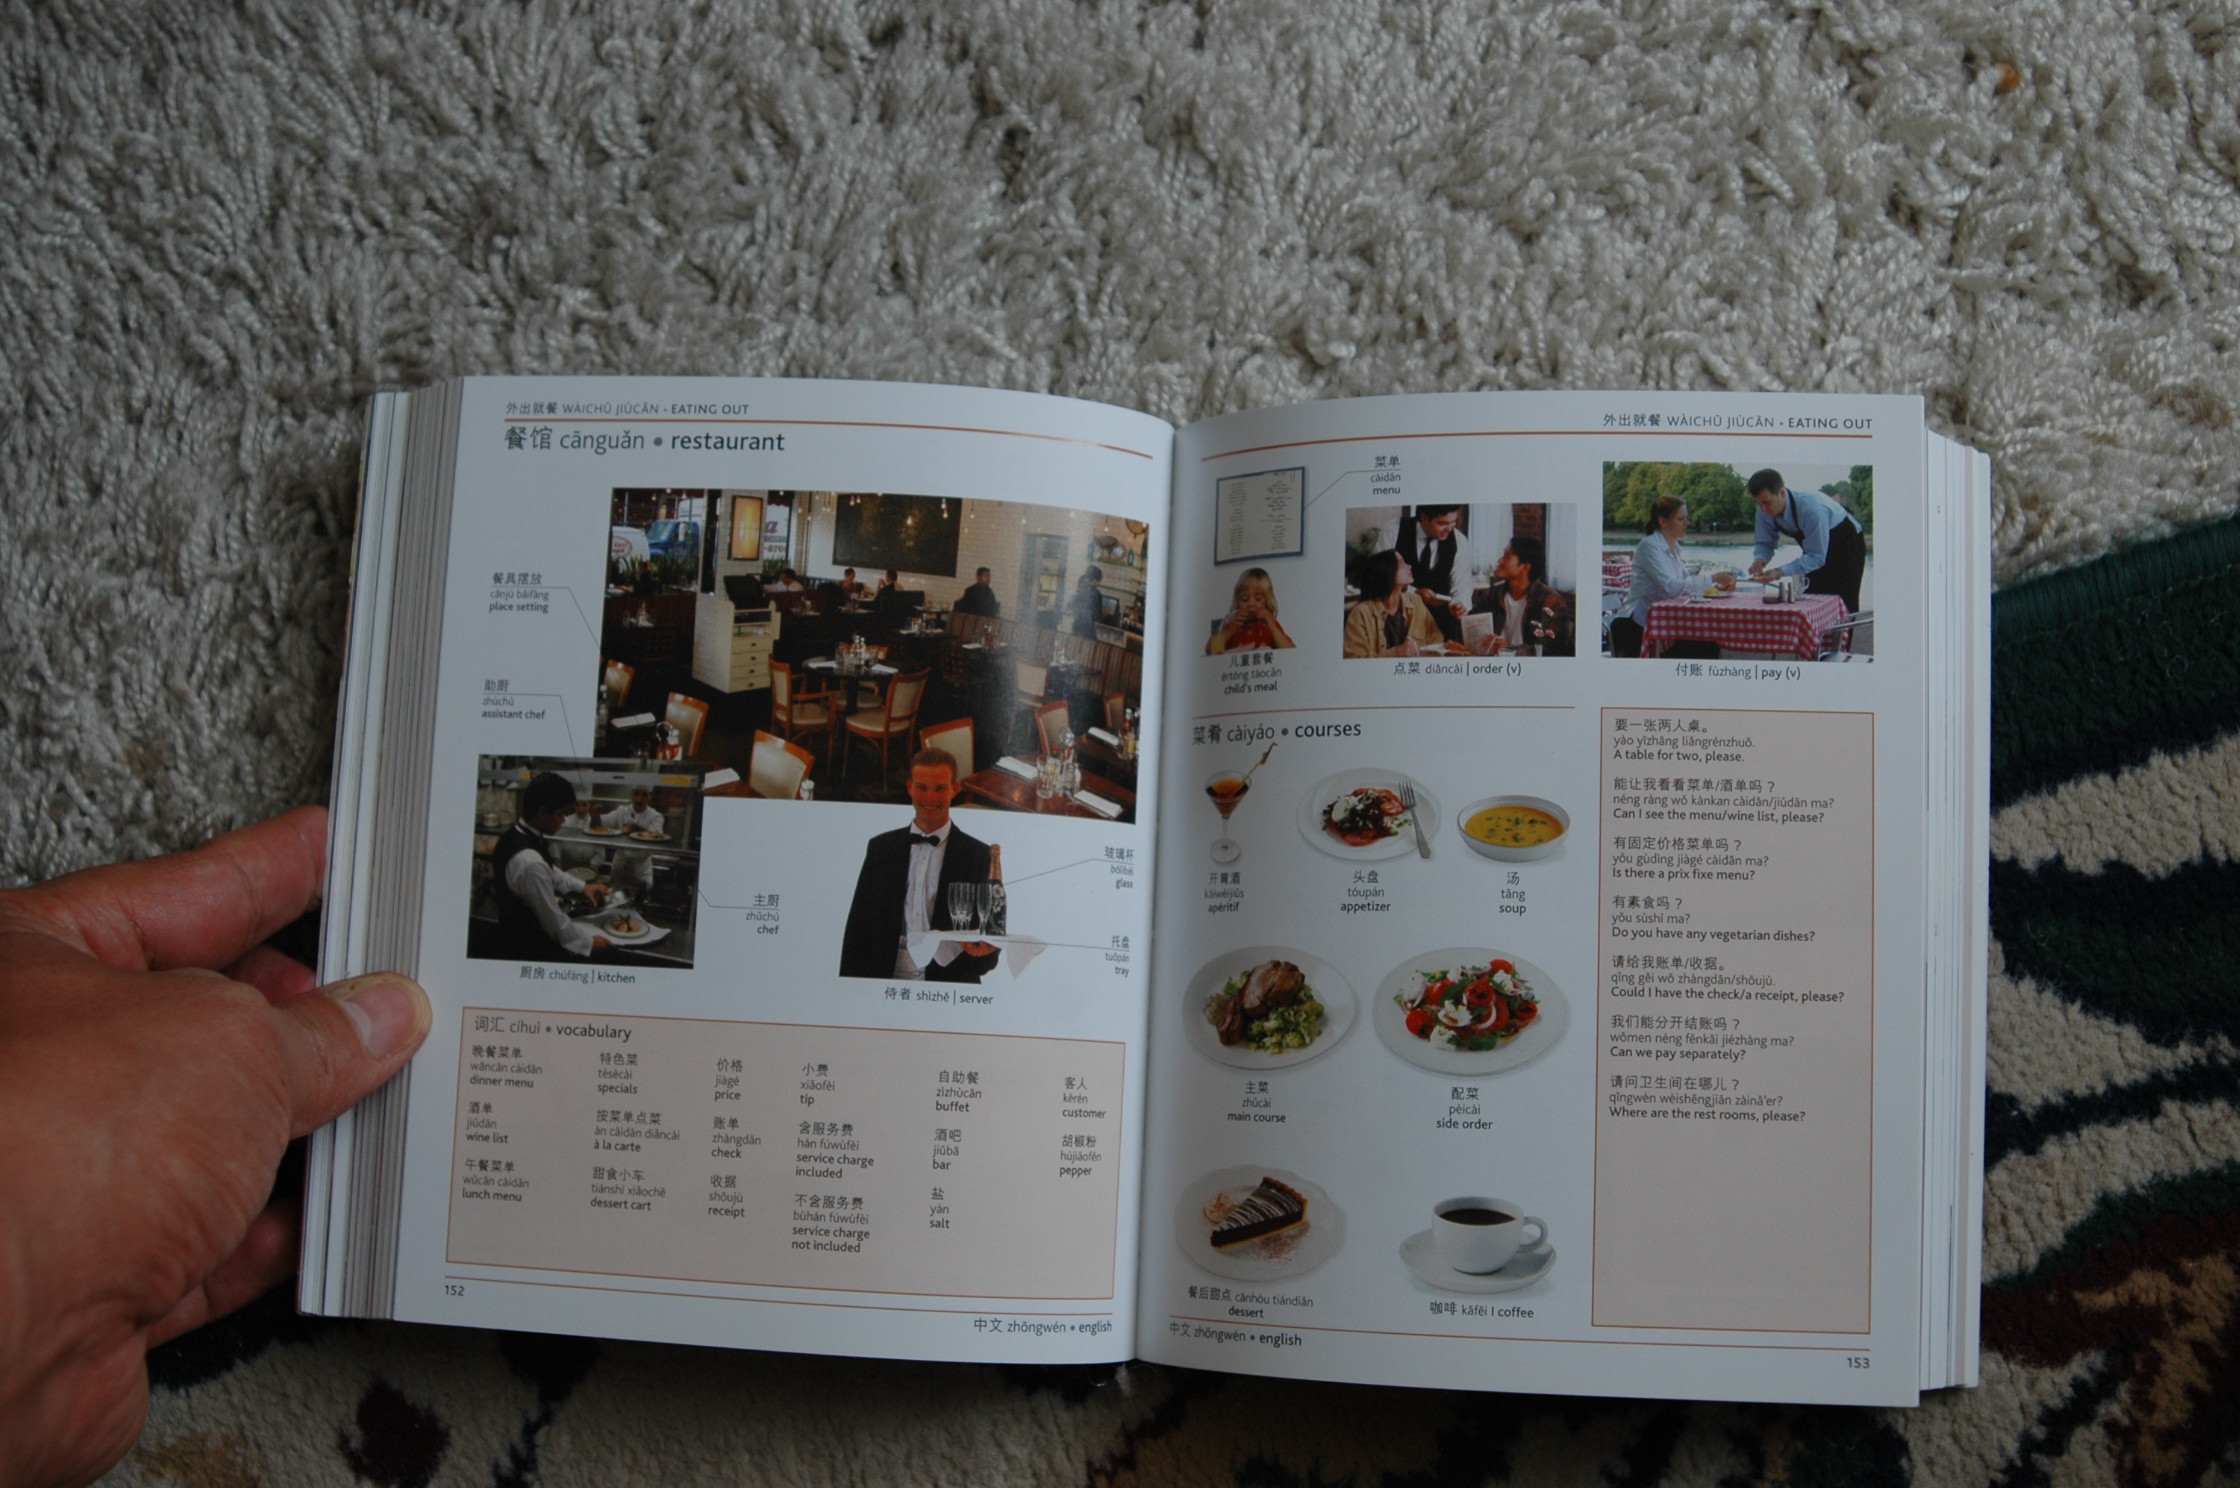 外出就餐 WÀICHŪ JIÙCĀN • EATING OUT
餐馆 cānguǎn • restaurant
餐具摆放
cānjù bǎifàng
place setting
助厨
zhùchú
assistant chef
厨房 chúfáng | kitchen
主厨
zhǔchú
chef
玻璃杯
bōlíbēi
glass
托盘
tuōpán
tray
侍者 shìzhě | server
词汇 cíhuì • vocabulary
晚餐菜单
wǎncān càidān
dinner menu
酒单
jiǔdān
wine list
午餐菜单
wǔcān càidān
lunch menu
特色菜
tèsècài
specials
按菜单点菜
àn càidān diǎncài
à la carte
甜食小车
tiánshí xiǎochē
dessert cart
价格
jiàgé
price
账单
zhàngdān
check
收据
shōujù
receipt
小费
xiǎofèi
tip
含服务费
hán fúwùfèi
service charge
included
不含服务费
bùhán fúwùfèi
service charge
not included
自助餐
zìzhùcān
buffet
酒吧
jiǔbā
bar
盐
yán
salt
客人
kèrén
customer
胡椒粉
hújiāofěn
pepper
152
中文 zhōngwén • english
外出就餐 WÀICHŪ JIÙCĀN • EATING OUT
菜单
càidān
menu
儿童套餐
értóng tàocān
child's meal
点菜 diǎncài | order (v)
付账 fùzhàng | pay (v)
菜肴 càiyáo • courses
开胃酒
kāiwèijiǔ
apéritif
头盘
tóupán
appetizer
汤
tāng
soup
主菜
zhǔcài
main course
配菜
pèicài
side order
餐后甜点 cānhòu tiándiǎn
dessert
咖啡 kāfēi | coffee
要一张两人桌。
yào yīzhāng liǎngrénzhuō.
A table for two, please.
能让我看看菜单/酒单吗？
néng ràng wǒ kànkan càidān/jiǔdān ma?
Can I see the menu/wine list, please?
有固定价格菜单吗？
yǒu gùdìng jiàgé càidān ma?
Is there a prix fixe menu?
有素食吗？
yǒu sùshí ma?
Do you have any vegetarian dishes?
请给我账单/收据。
qǐng gěi wǒ zhàngdān/shōujù.
Could I have the check/a receipt, please?
我们能分开结账吗？
wǒmen néng fēnkāi jiézhàng ma?
Can we pay separately?
请问卫生间在哪儿？
qǐngwèn wèishēngjiān zàinǎ'er?
Where are the rest rooms, please?
中文 zhōngwén • english
153